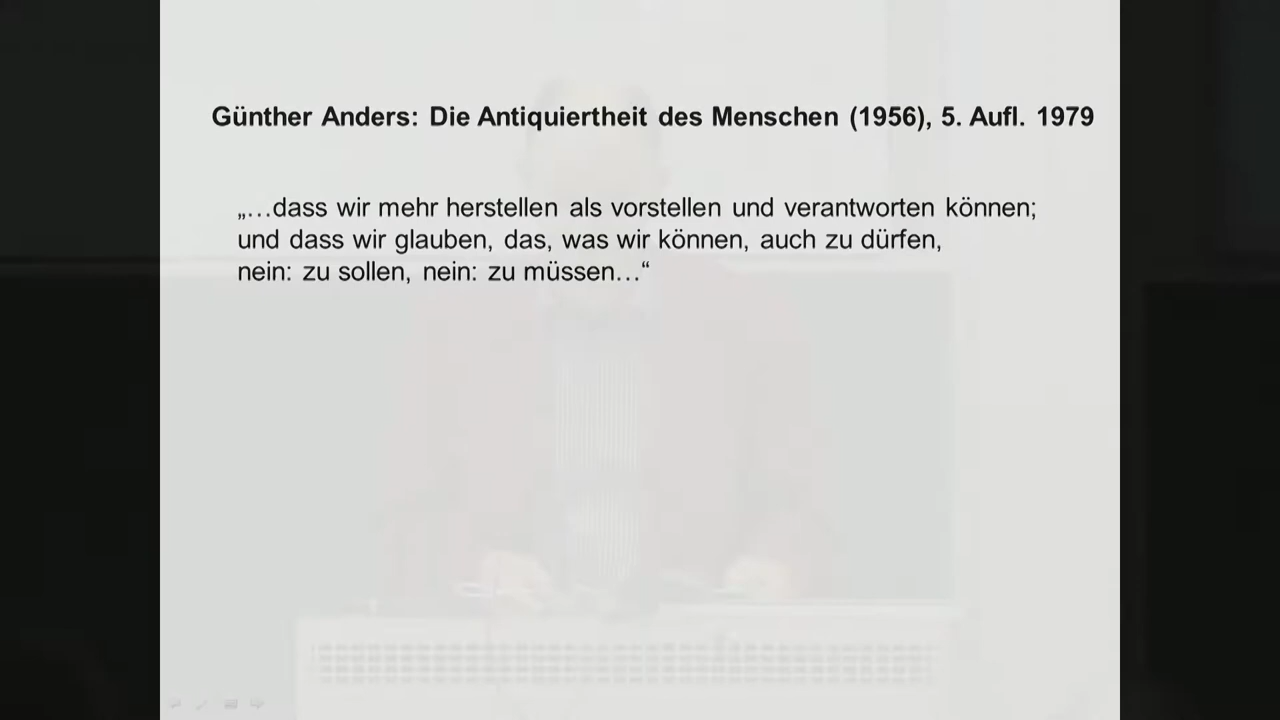 Günther Anders: Die Antiquiertheit des Menschen (1956), 5. Aufl. 1979
„…dass wir mehr herstellen als vorstellen und verantworten können;
und dass wir glauben, das, was wir können, auch zu dürfen,
nein: zu sollen, nein: zu müssen…“